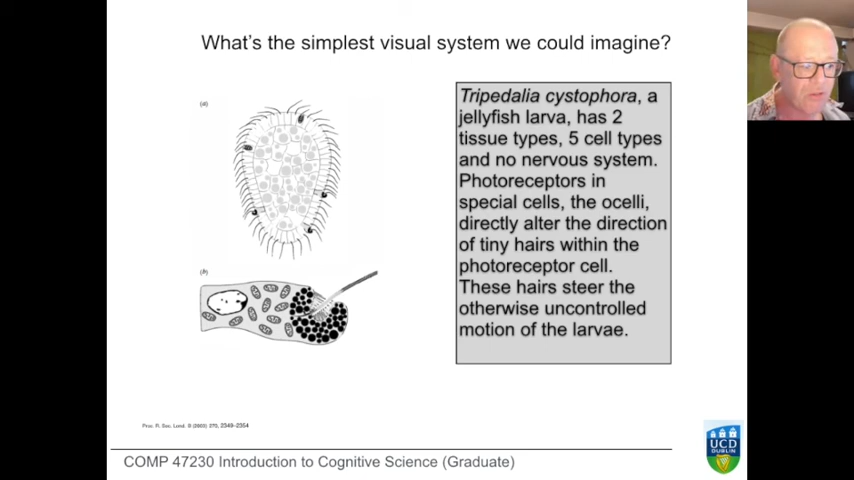 What's the simplest visual system we could imagine?
(a)
Tripedalia cystophora, a
jellyfish larva, has 2
tissue types, 5 cell types
and no nervous system.
Photoreceptors in
special cells, the ocelli,
directly alter the direction
of tiny hairs within the
photoreceptor cell.
These hairs steer the
otherwise uncontrolled
motion of the larvae.
(b)
Proc. R. Soc. Lond. B (2003) 270, 2349–2354
COMP 47230 Introduction to Cognitive Science (Graduate)
UCD
DUBLIN